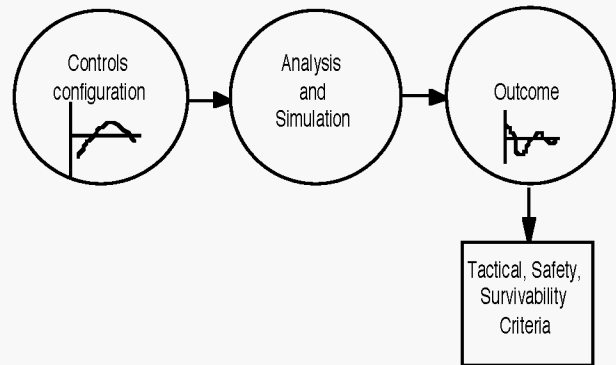 Controls
configuration
Analysis
and
Simulation
Outcome
Tactical, Safety,
Survivability
Criteria